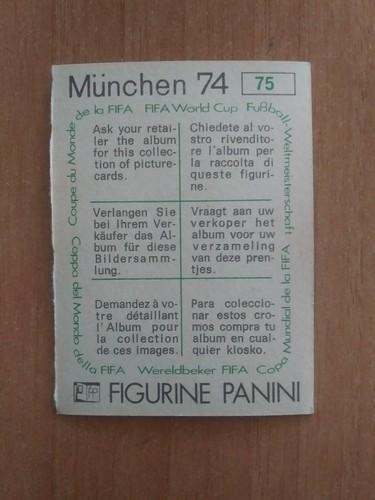 München 74 75
de la FIFA FIFA World Cup Fußball-Weltmeisterschaft
Coupe du Monde
Ask your retai-
ler the album
for this collec-
tion of picture-
cards.
Chiedete al vo-
stro rivendito-
re l'album per
la raccolta di
queste figuri-
ne.
Verlangen Sie
bei Ihrem Ver-
käufer das Al-
bum für diese
Bildersamm-
lung.
Vraagt aan uw
verkoper het
album voor uw
verzameling
van deze pren-
tjes.
Demandez à vo-
tre détaillant
l'Album pour
la collection
de ces images.
Para coleccio-
nar estos cro-
mos compra tu
album en cual-
quier kiosko.
Coppa del Mondo
della FIFA Wereldbeker FIFA Copa Mundial de la FIFA
FIGURINE PANINI